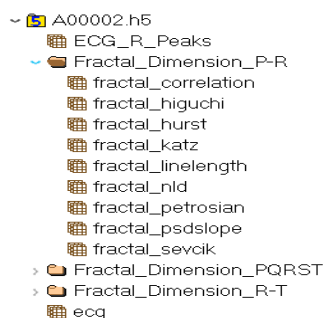 A00002.h5
ECG_R_Peaks
Fractal_Dimension_P-R
fractal_correlation
fractal_higuchi
fractal_hurst
fractal_katz
fractal_linelength
fractal_nld
fractal_petrosian
fractal_psdslope
fractal_sevcik
Fractal_Dimension_PQRST
Fractal_Dimension_R-T
ecg